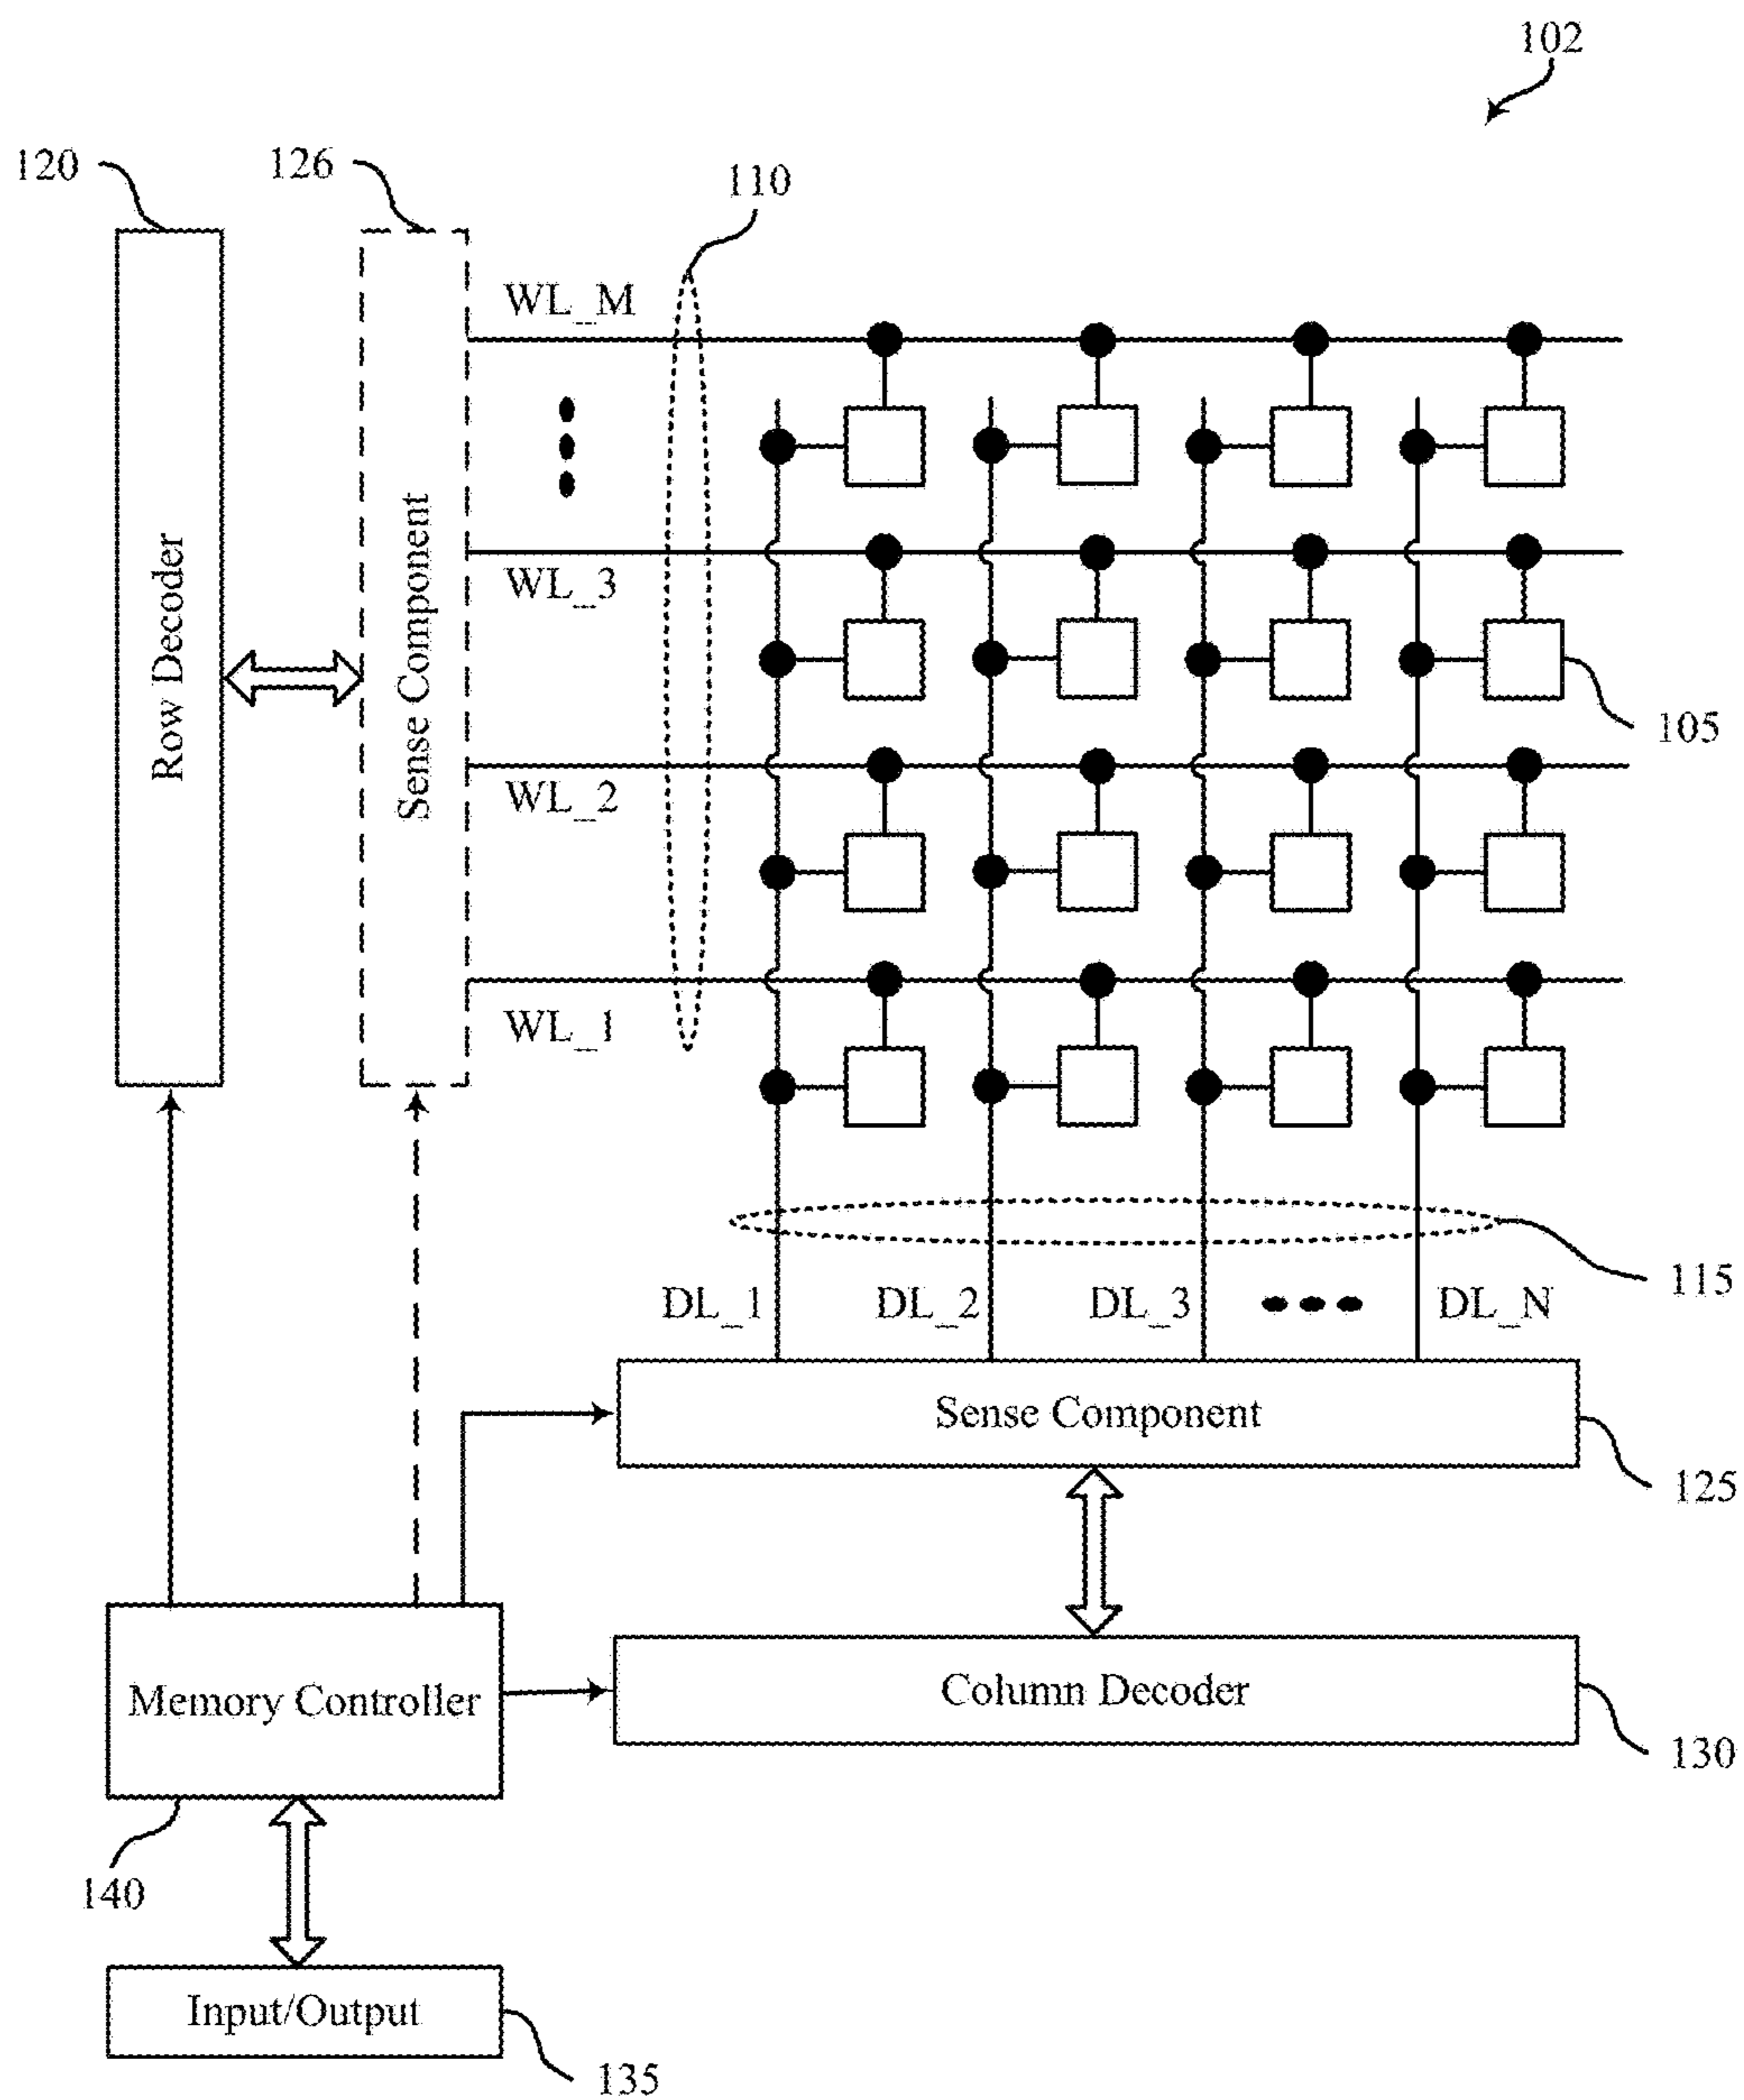 102
120
126
110
WL_M
Row Decoder
Sense Component
WL_3
105
WL_2
WL_1
115
DL_1
DL_2
DL_3
DL_N
Sense Component
125
Memory Controller
Column Decoder
130
140
Input/Output
135